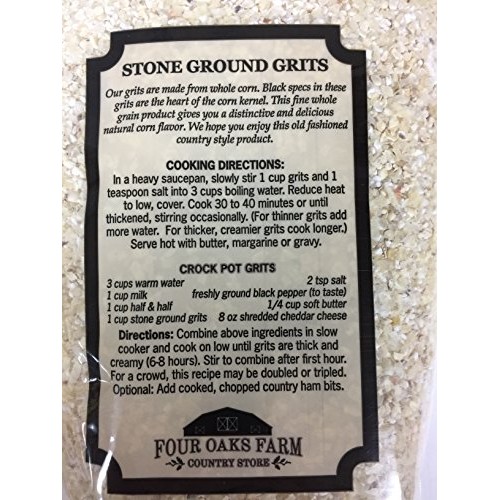 STONE GROUND GRITS
Our grits are made from whole corn. Black specs in these
grits are the heart of the corn kernel. This fine whole
grain product gives you a distinctive and delicious
natural corn flavor. We hope you enjoy this old fashioned
country style product.
COOKING DIRECTIONS:
In a heavy saucepan, slowly stir 1 cup grits and 1
teaspoon salt into 3 cups boiling water. Reduce heat
to low, cover. Cook 30 to 40 minutes or until
thickened, stirring occasionally. (For thinner grits add
more water. For thicker, creamier grits cook longer.)
Serve hot with butter, margarine or gravy.
CROCK POT GRITS
3 cups warm water 2 tsp salt
1 cup milk freshly ground black pepper (to taste)
1 cup half & half 1/4 cup soft butter
1 cup stone ground grits 8 oz shredded cheddar cheese
Directions: Combine above ingredients in slow
cooker and cook on low until grits are thick and
creamy (6-8 hours). Stir to combine after first hour.
For a crowd, this recipe may be doubled or tripled.
Optional: Add cooked, chopped country ham bits.
FOUR OAKS FARM
COUNTRY STORE